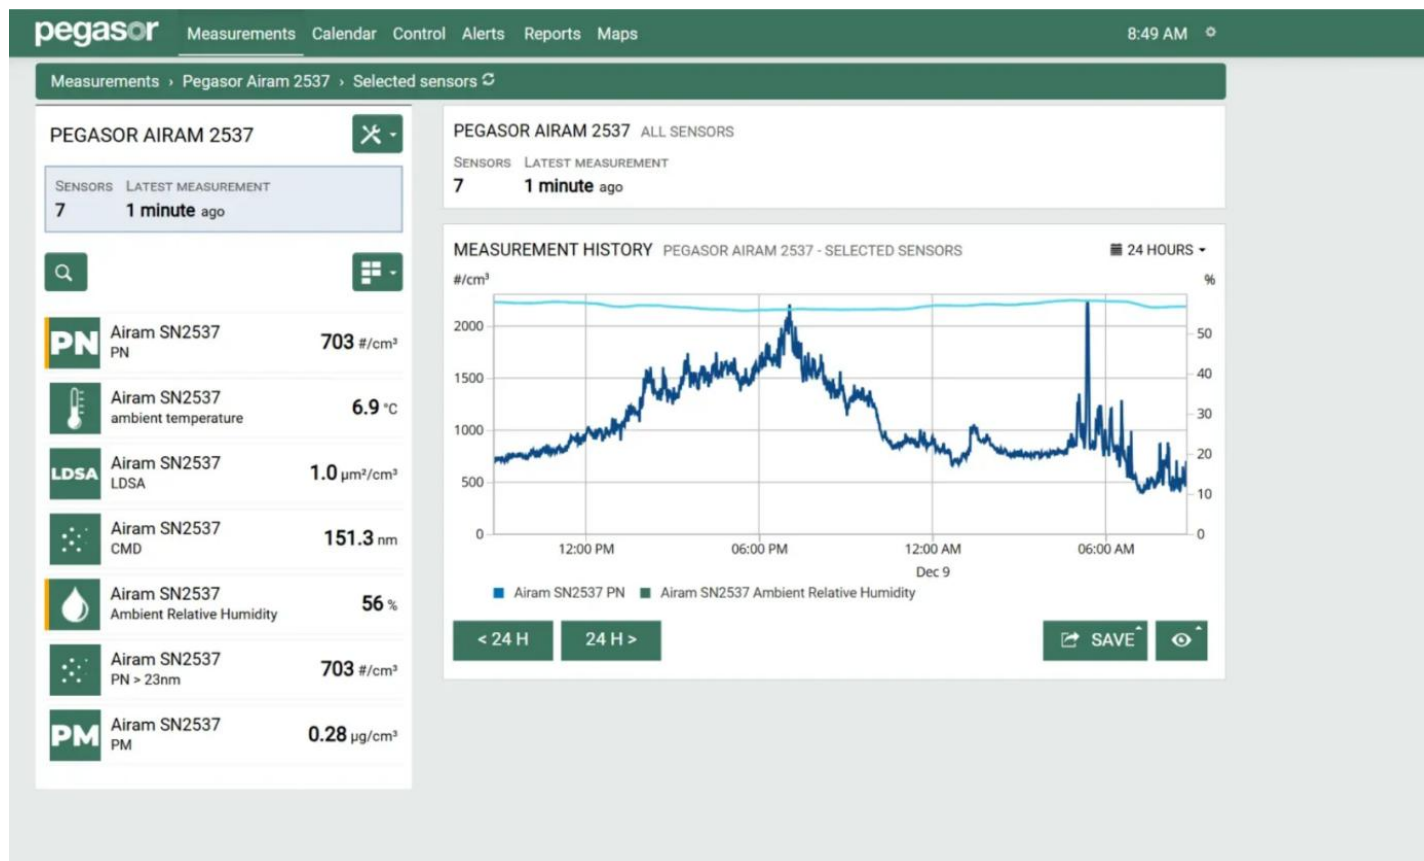 pegasor Measurements Calendar Control Alerts Reports Maps 8:49 AM
Measurements › Pegasor Airam 2537 › Selected sensors
PEGASOR AIRAM 2537
SENSORS LATEST MEASUREMENT
7 1 minute ago
PN Airam SN2537
PN
703 #/cm³
Airam SN2537
ambient temperature
6.9 °C
LDSA Airam SN2537
LDSA
1.0 µm²/cm³
Airam SN2537
CMD
151.3 nm
Airam SN2537
Ambient Relative Humidity
56 %
Airam SN2537
PN > 23nm
703 #/cm³
PM Airam SN2537
PM
0.28 µg/cm³
PEGASOR AIRAM 2537 ALL SENSORS
SENSORS LATEST MEASUREMENT
7 1 minute ago
MEASUREMENT HISTORY PEGASOR AIRAM 2537 - SELECTED SENSORS 24 HOURS
#/cm³ %
2000
1500
1000
500
0
50
40
30
20
10
0
12:00 PM 06:00 PM 12:00 AM 06:00 AM
Dec 9
Airam SN2537 PN Airam SN2537 Ambient Relative Humidity
< 24 H 24 H > SAVE